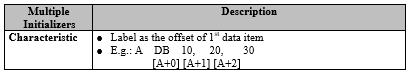 Multiple Initializers
Description
Characteristic
● Label as the offset of 1st data item
● E.g.: A DB 10, 20, 30
[A+0] [A+1] [A+2]